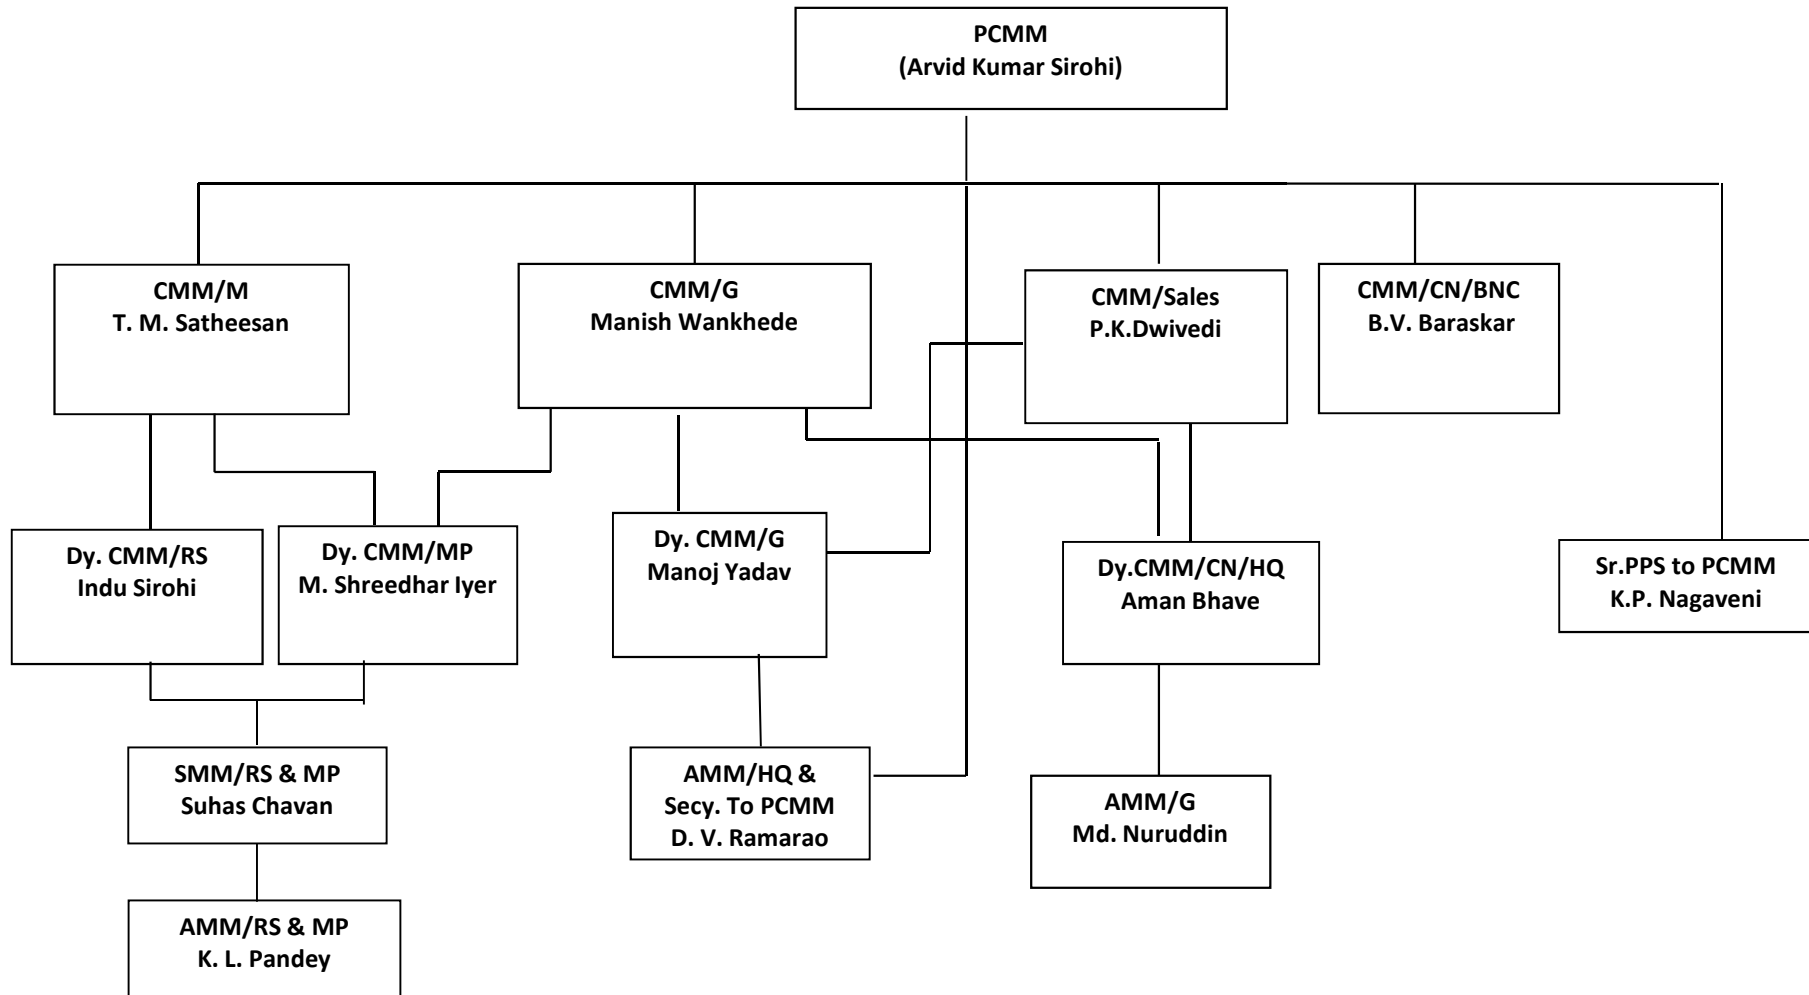 PCMM
(Arvid Kumar Sirohi)
CMM/M
T. M. Satheesan
CMM/G
Manish Wankhede
CMM/Sales
P.K.Dwivedi
CMM/CN/BNC
B.V. Baraskar
Dy. CMM/RS
Indu Sirohi
Dy. CMM/MP
M. Shreedhar Iyer
Dy. CMM/G
Manoj Yadav
Dy.CMM/CN/HQ
Aman Bhave
Sr.PPS to PCMM
K.P. Nagaveni
SMM/RS & MP
Suhas Chavan
AMM/HQ &
Secy. To PCMM
D. V. Ramarao
AMM/G
Md. Nuruddin
AMM/RS & MP
K. L. Pandey